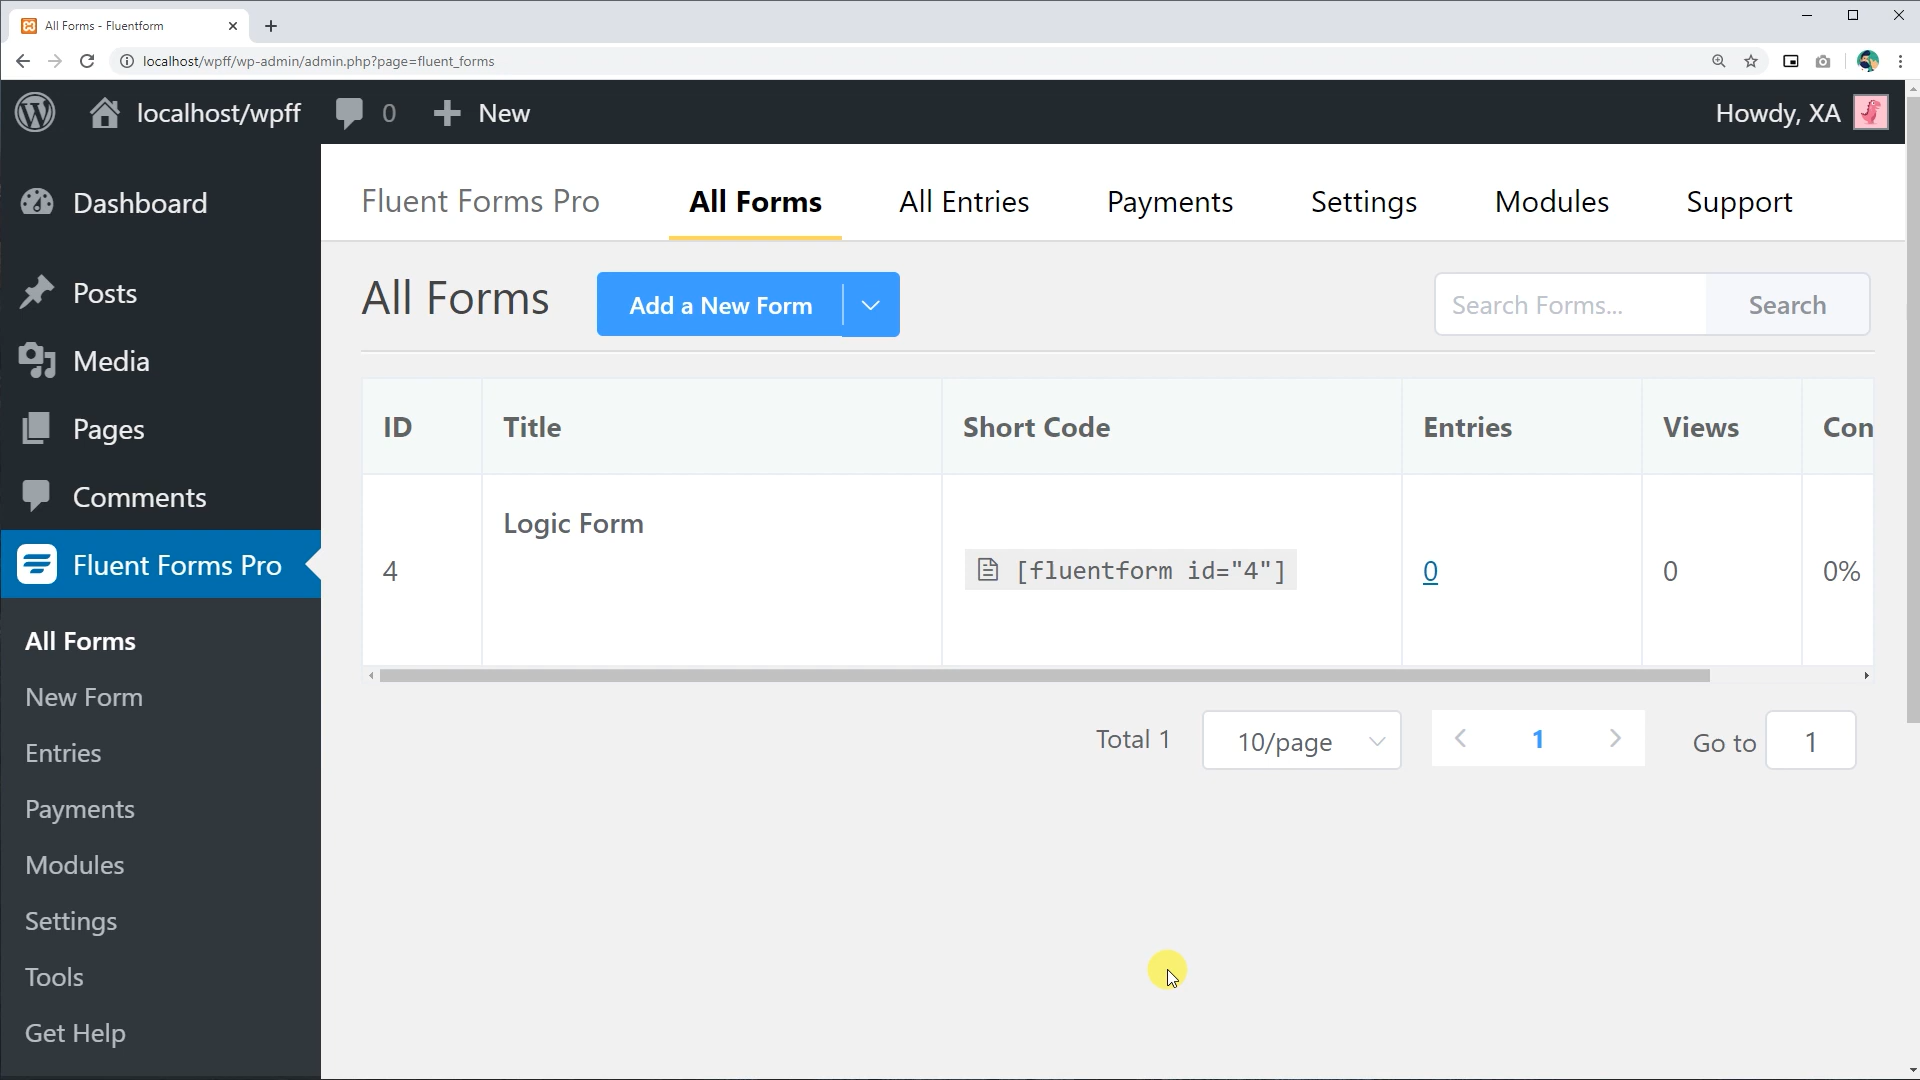 All Forms - Fluentform
localhost/wpff/wp-admin/admin.php?page=fluent_forms
localhost/wpff 0 New Howdy, XA
Dashboard
Posts
Media
Pages
Comments
Fluent Forms Pro
All Forms
New Form
Entries
Payments
Modules
Settings
Tools
Get Help
Fluent Forms Pro All Forms All Entries Payments Settings Modules Support
All Forms Add a New Form Search Forms... Search
ID Title Short Code Entries Views Con
4 Logic Form [fluentform id="4"] 0 0 0%
Total 1 10/page 1 Go to 1